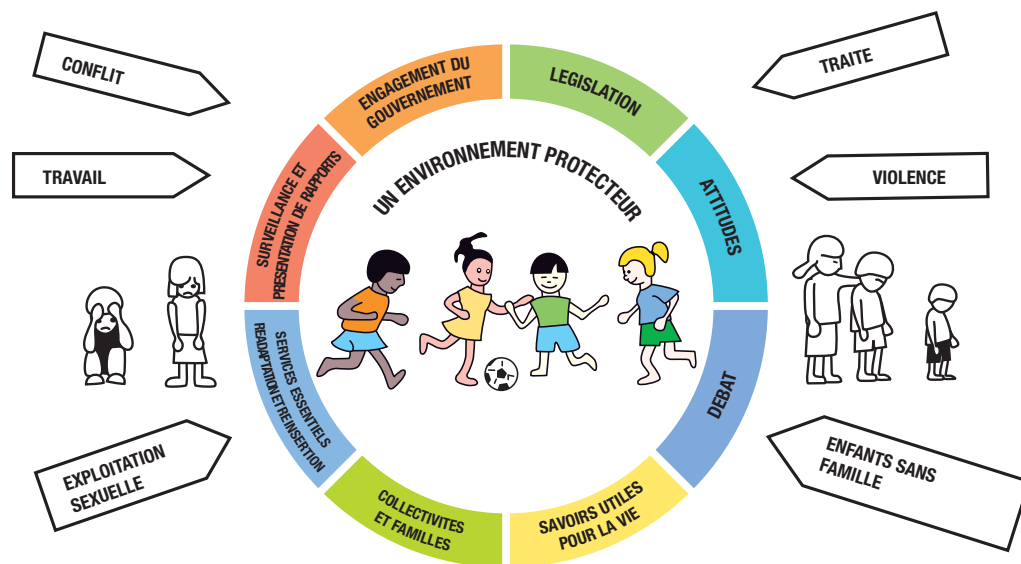 CONFLIT
TRAVAIL
EXPLOITATION
SEXUELLE
ENGAGEMENT DU
GOUVERNEMENT
LEGISLATION
ATTITUDES
DEBAT
SAVOIRS UTILES
POUR LA VIE
COLLECTIVITES
ET FAMILLES
SERVICES ESSENTIELS
READAPTATION ET REINSERTION
SURVEILLANCE ET
PRESENTATION DE RAPPORTS
UN ENVIRONNEMENT PROTECTEUR
TRAITE
VIOLENCE
ENFANTS SANS
FAMILLE